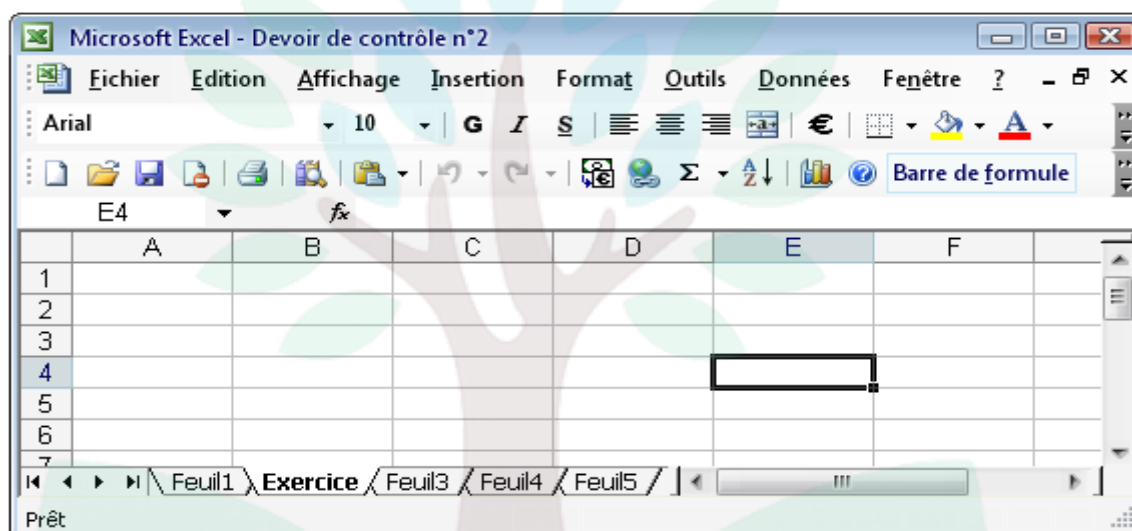 Microsoft Excel - Devoir de contrôle n°2
Fichier Edition Affichage Insertion Format Outils Données Fenêtre ?
Arial 10 G I S € A
Σ A Z Barre de formule
E4 fx
A B C D E F
1
2
3
4
5
6
7
Feuil1 Exercice Feuil3 Feuil4 Feuil5
Prêt